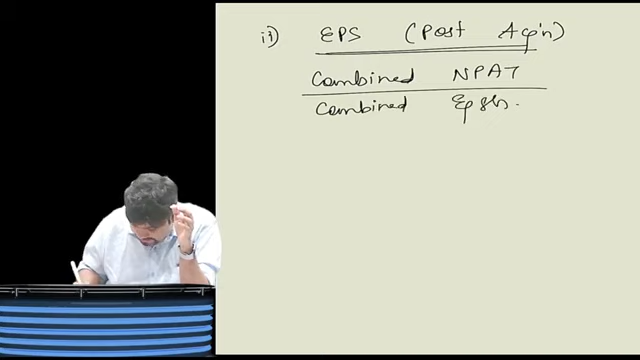 ii) EPS (Post Acq'n)
Combined NPAT
Combined Eq sh.